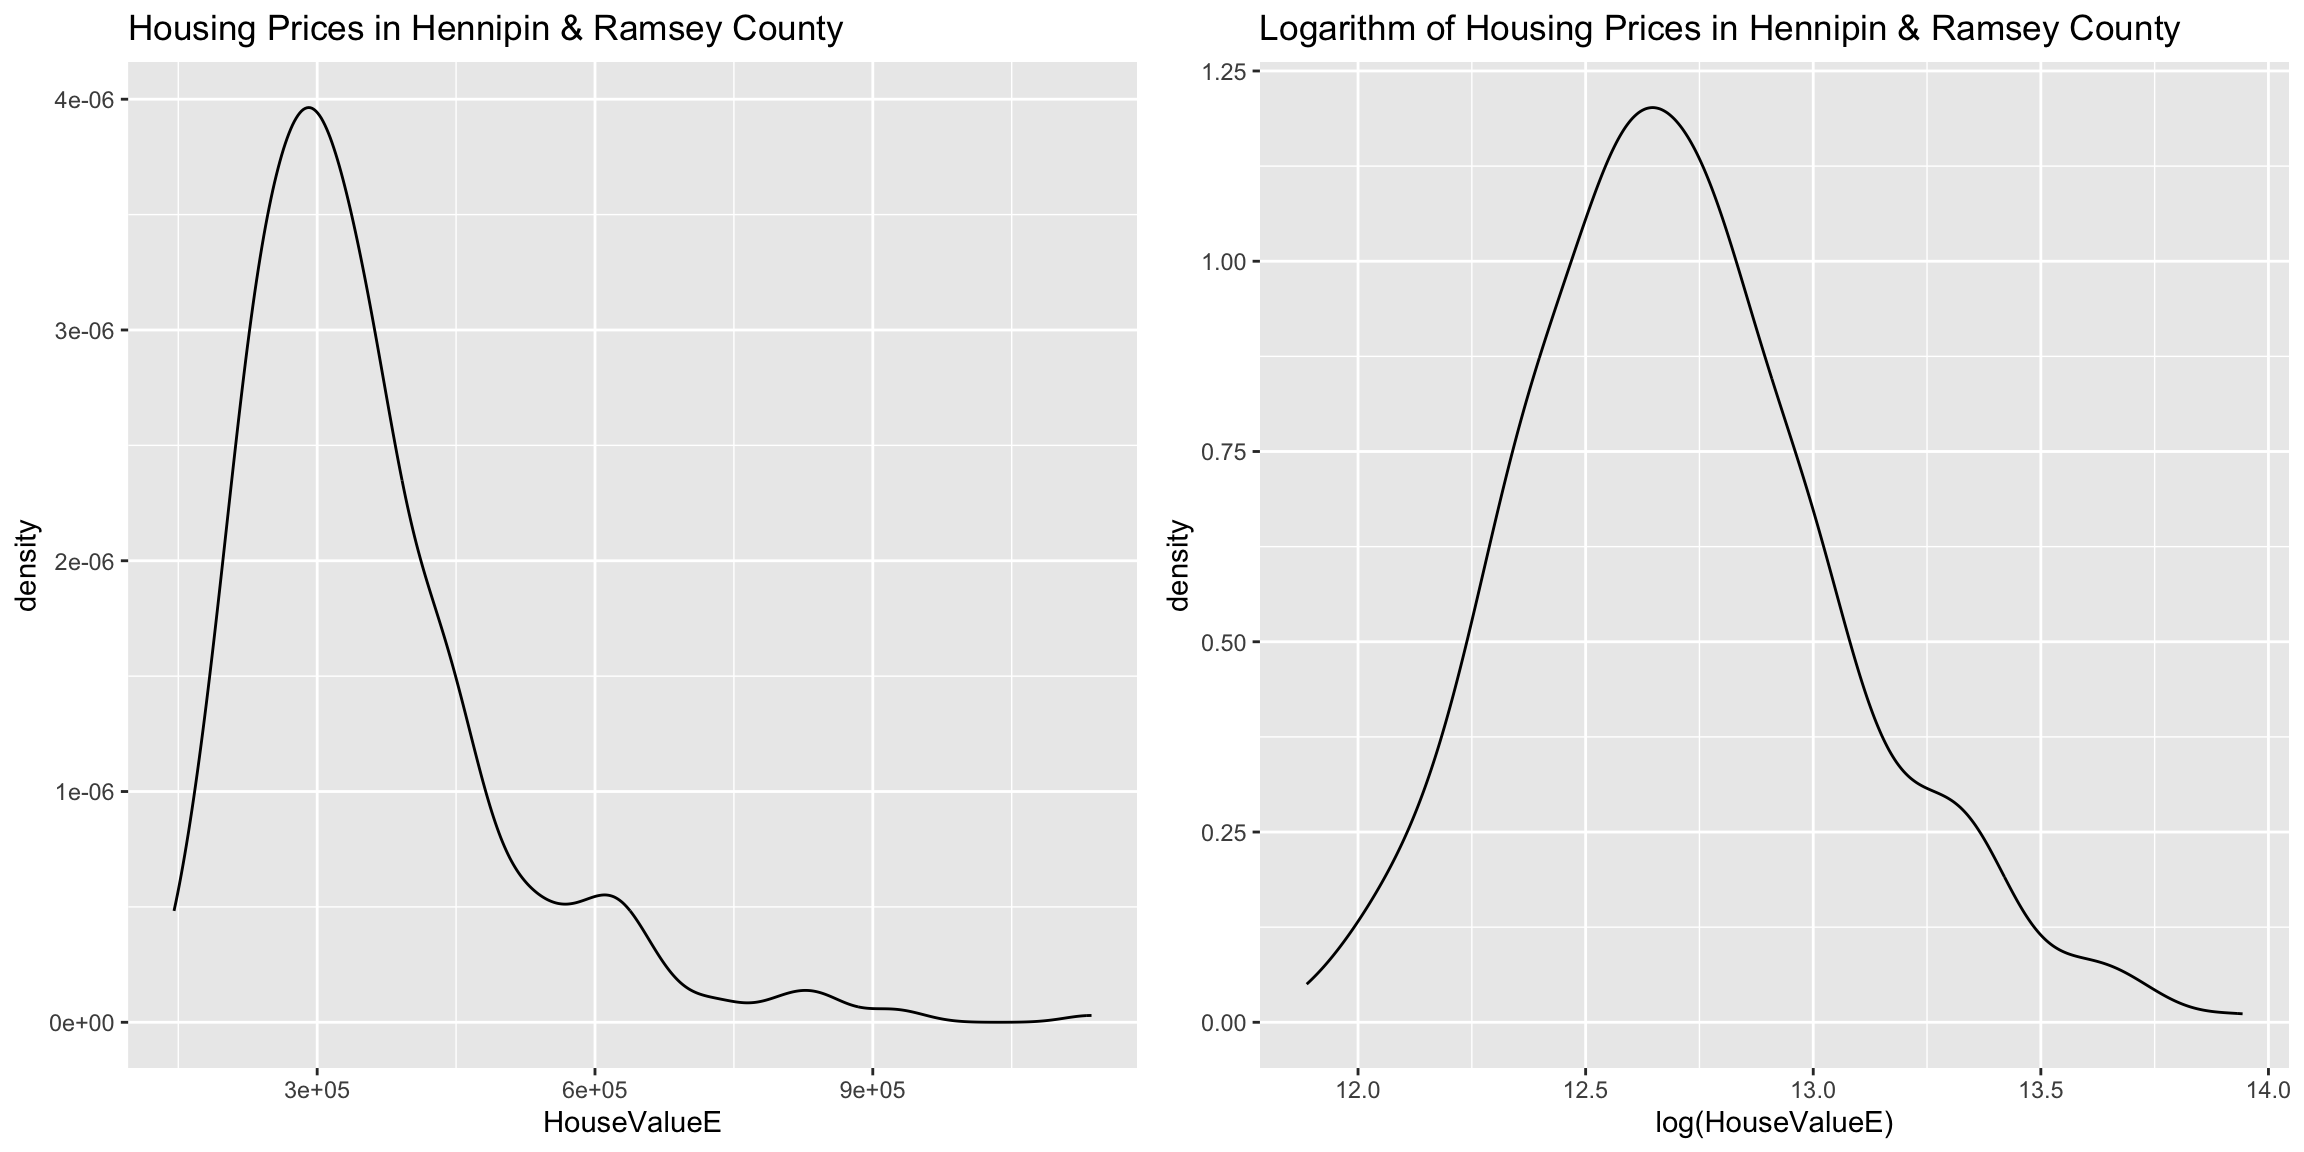 Housing Prices in Hennipin & Ramsey County
4e-06
3e-06
2e-06
1e-06
0e+00
density
3e+05 6e+05 9e+05
HouseValueE
Logarithm of Housing Prices in Hennipin & Ramsey County
1.25
1.00
0.75
0.50
0.25
0.00
density
12.0 12.5 13.0 13.5 14.0
log(HouseValueE)